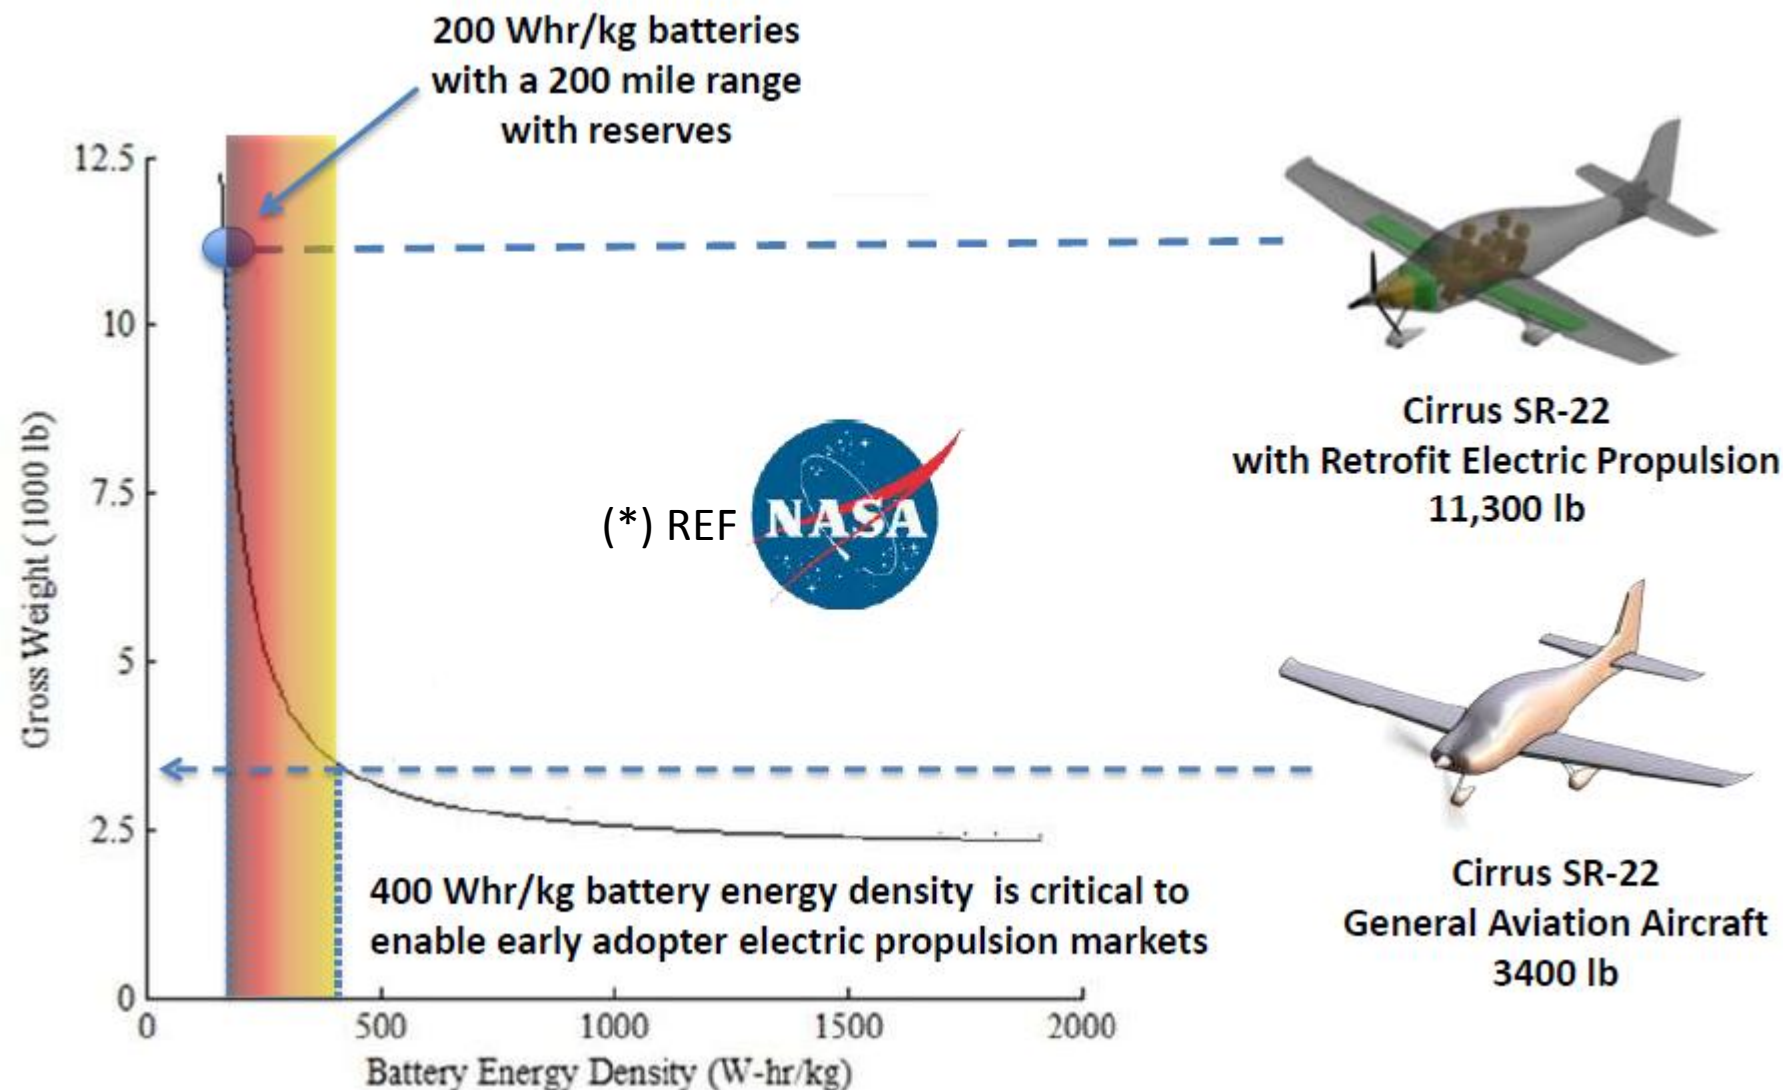 200 Whr/kg batteries
with a 200 mile range
with reserves
12.5
10
7.5
5
2.5
0
Gross Weight (1000 lb)
(*) REF
NASA
Cirrus SR-22
with Retrofit Electric Propulsion
11,300 lb
Cirrus SR-22
General Aviation Aircraft
3400 lb
400 Whr/kg battery energy density is critical to
enable early adopter electric propulsion markets
0 500 1000 1500 2000
Battery Energy Density (W-hr/kg)